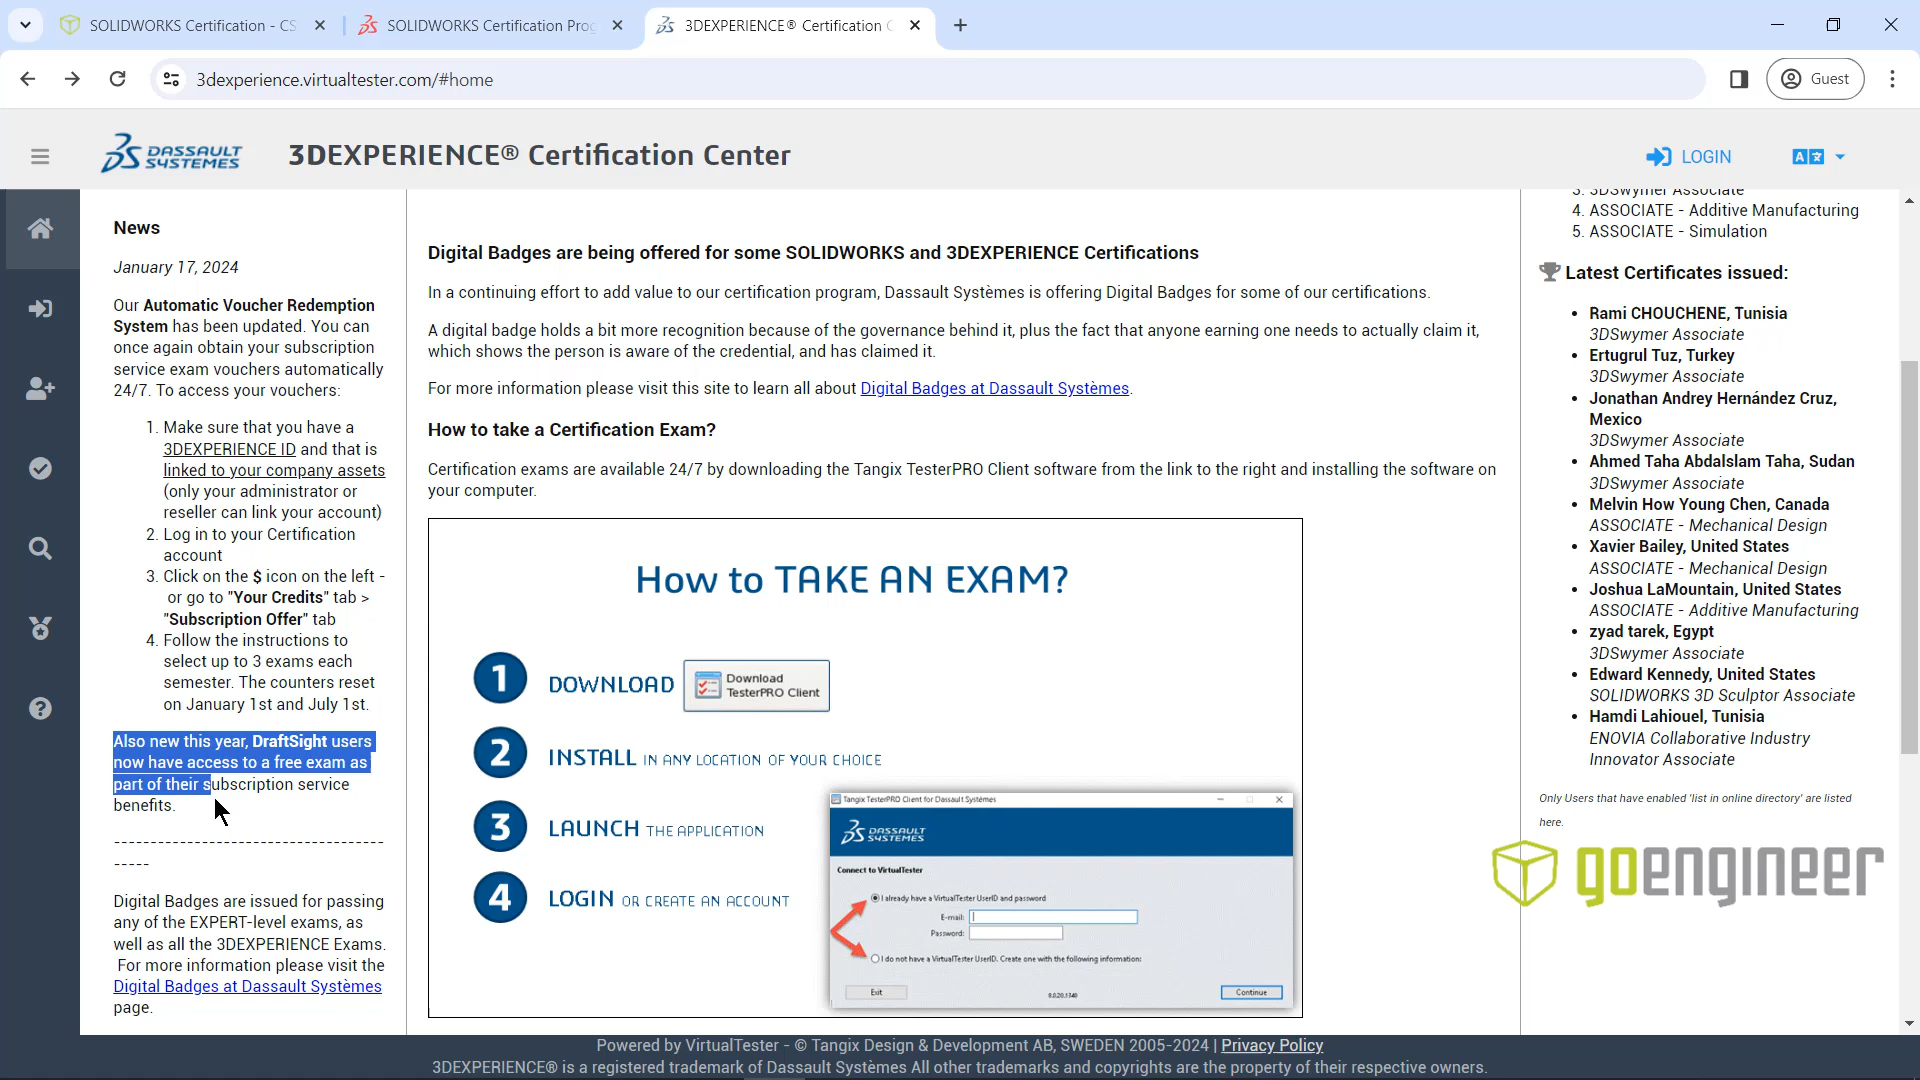 SOLIDWORKS Certification - CS
SOLIDWORKS Certification Prog
3DEXPERIENCE® Certification C
3dexperience.virtualtester.com/#home
Guest
DASSAULT SYSTEMES
3DEXPERIENCE® Certification Center
LOGIN
News
January 17, 2024
Our Automatic Voucher Redemption
System has been updated. You can
once again obtain your subscription
service exam vouchers automatically
24/7. To access your vouchers:
1. Make sure that you have a
3DEXPERIENCE ID and that is
linked to your company assets
(only your administrator or
reseller can link your account)
2. Log in to your Certification
account
3. Click on the $ icon on the left -
or go to "Your Credits" tab >
"Subscription Offer" tab
4. Follow the instructions to
select up to 3 exams each
semester. The counters reset
on January 1st and July 1st.
Also new this year, DraftSight users
now have access to a free exam as
part of their subscription service
benefits.
-------------------------------------
-----
Digital Badges are issued for passing
any of the EXPERT-level exams, as
well as all the 3DEXPERIENCE Exams.
For more information please visit the
Digital Badges at Dassault Systèmes
page.
Digital Badges are being offered for some SOLIDWORKS and 3DEXPERIENCE Certifications
In a continuing effort to add value to our certification program, Dassault Systèmes is offering Digital Badges for some of our certifications.
A digital badge holds a bit more recognition because of the governance behind it, plus the fact that anyone earning one needs to actually claim it,
which shows the person is aware of the credential, and has claimed it.
For more information please visit this site to learn all about Digital Badges at Dassault Systèmes.
How to take a Certification Exam?
Certification exams are available 24/7 by downloading the Tangix TesterPRO Client software from the link to the right and installing the software on
your computer.
How to TAKE AN EXAM?
1 DOWNLOAD
Download
TesterPRO Client
2 INSTALL IN ANY LOCATION OF YOUR CHOICE
3 LAUNCH THE APPLICATION
4 LOGIN OR CREATE AN ACCOUNT
Tangix TesterPRO Client for Dassault Systèmes
DASSAULT SYSTEMES
Connect to VirtualTester
I already have a VirtualTester UserID and password
E-mail:
Password:
I do not have a VirtualTester UserID. Create one with the following information:
Exit
Continue
3. 3DSwymer Associate
4. ASSOCIATE - Additive Manufacturing
5. ASSOCIATE - Simulation
Latest Certificates issued:
• Rami CHOUCHENE, Tunisia
3DSwymer Associate
• Ertugrul Tuz, Turkey
3DSwymer Associate
• Jonathan Andrey Hernández Cruz,
Mexico
3DSwymer Associate
• Ahmed Taha Abdalslam Taha, Sudan
3DSwymer Associate
• Melvin How Young Chen, Canada
ASSOCIATE - Mechanical Design
• Xavier Bailey, United States
ASSOCIATE - Mechanical Design
• Joshua LaMountain, United States
ASSOCIATE - Additive Manufacturing
• zyad tarek, Egypt
3DSwymer Associate
• Edward Kennedy, United States
SOLIDWORKS 3D Sculptor Associate
• Hamdi Lahiouel, Tunisia
ENOVIA Collaborative Industry
Innovator Associate
Only Users that have enabled 'list in online directory' are listed
here.
goengineer
Powered by VirtualTester - © Tangix Design & Development AB, SWEDEN 2005-2024 | Privacy Policy
3DEXPERIENCE® is a registered trademark of Dassault Systèmes All other trademarks and copyrights are the property of their respective owners.